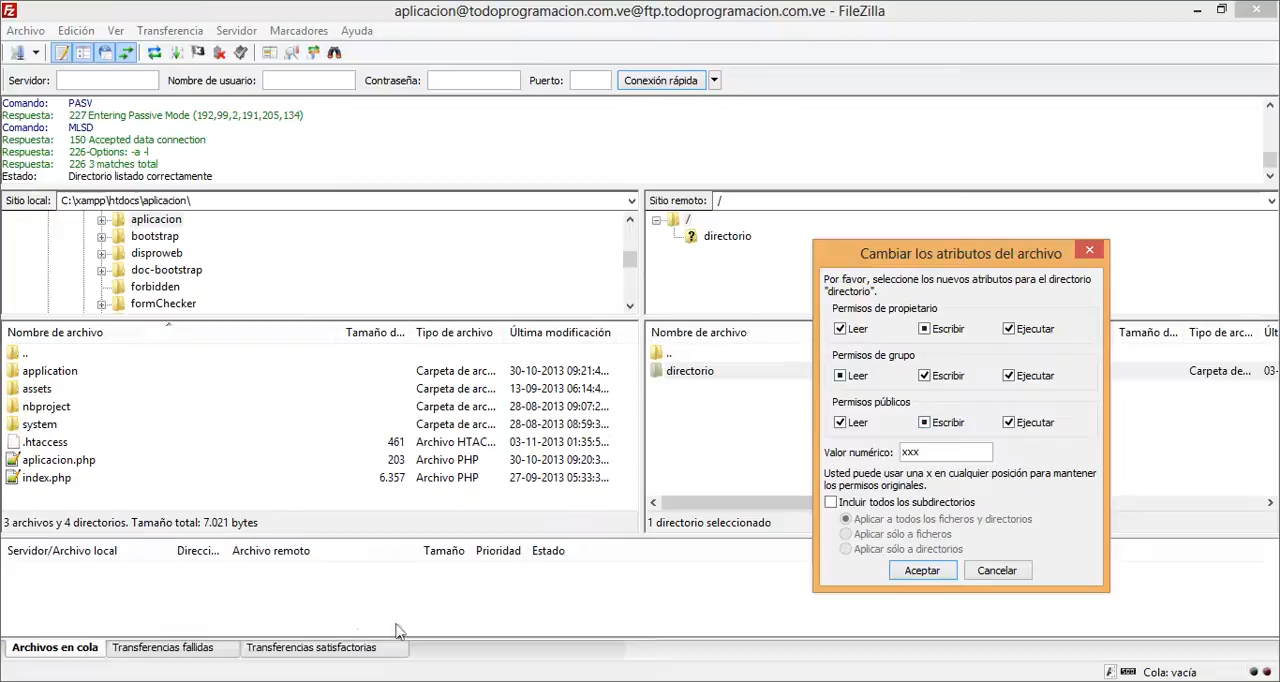 aplicacion@todoprogramacion.com.ve@ftp.todoprogramacion.com.ve - FileZilla
Archivo Edición Ver Transferencia Servidor Marcadores Ayuda
Servidor: Nombre de usuario: Contraseña: Puerto: Conexión rápida
Comando: PASV
Respuesta: 227 Entering Passive Mode (192,99,2,191,205,134)
Comando: MLSD
Respuesta: 150 Accepted data connection
Respuesta: 226-Options: -a -l
Respuesta: 226 3 matches total
Estado: Directorio listado correctamente
Sitio local: C:\xampp\htdocs\aplicacion\
aplicacion
bootstrap
disproweb
doc-bootstrap
forbidden
formChecker
Sitio remoto: /
/
directorio
Nombre de archivo Tamaño d... Tipo de archivo Última modificación
..
application Carpeta de arc... 30-10-2013 09:21:4...
assets Carpeta de arc... 13-09-2013 06:14:4...
nbproject Carpeta de arc... 28-08-2013 09:07:2...
system Carpeta de arc... 28-08-2013 08:59:3...
.htaccess 461 Archivo HTAC... 03-11-2013 01:35:5...
aplicacion.php 203 Archivo PHP 30-10-2013 09:20:3...
index.php 6.357 Archivo PHP 27-09-2013 05:33:3...
3 archivos y 4 directorios. Tamaño total: 7.021 bytes
Nombre de archivo Tamaño d... Tipo de arc... Últ
..
directorio Carpeta de... 03-
1 directorio seleccionado
Cambiar los atributos del archivo
Por favor, seleccione los nuevos atributos para el directorio
"directorio".
Permisos de propietario
Leer Escribir Ejecutar
Permisos de grupo
Leer Escribir Ejecutar
Permisos públicos
Leer Escribir Ejecutar
Valor numérico: xxx
Usted puede usar una x en cualquier posición para mantener
los permisos originales.
Incluir todos los subdirectorios
Aplicar a todos los ficheros y directorios
Aplicar sólo a ficheros
Aplicar sólo a directorios
Aceptar Cancelar
Servidor/Archivo local Direcci... Archivo remoto Tamaño Prioridad Estado
Archivos en cola Transferencias fallidas Transferencias satisfactorias
Cola: vacía